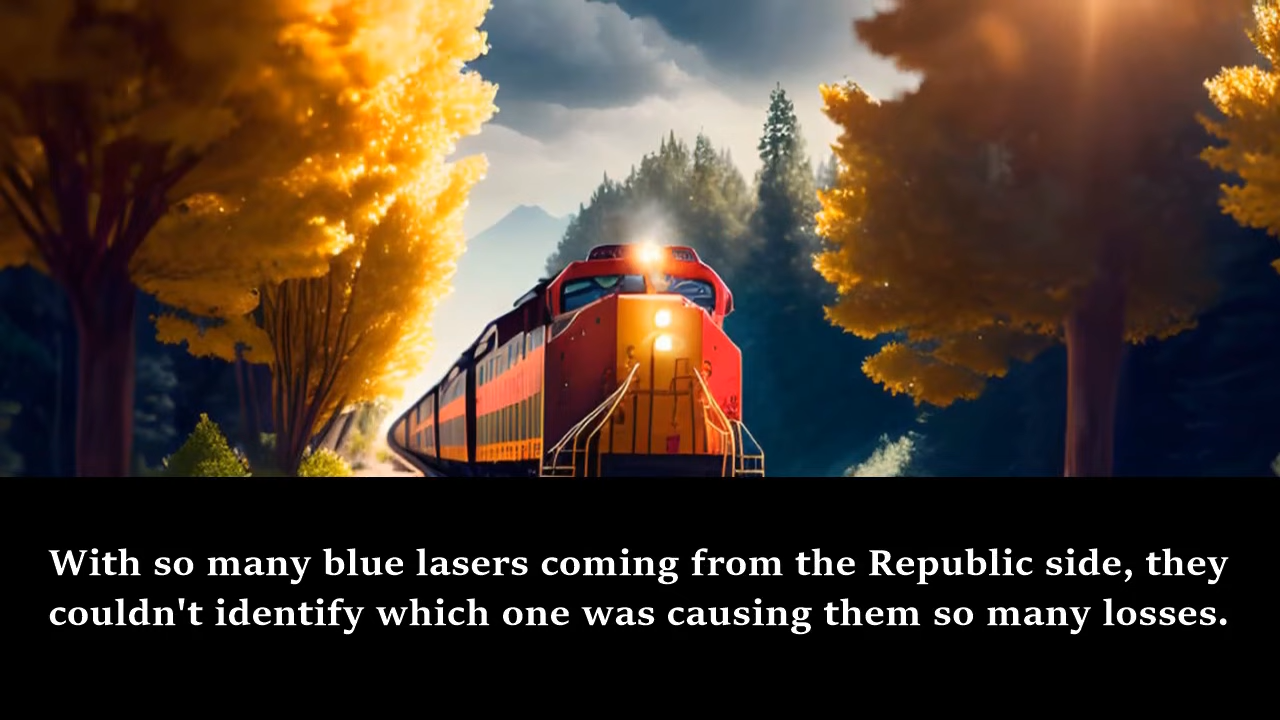 With so many blue lasers coming from the Republic side, they
couldn't identify which one was causing them so many losses.